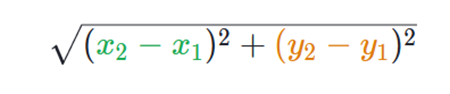 √(x₂ − x₁)² + (y₂ − y₁)²